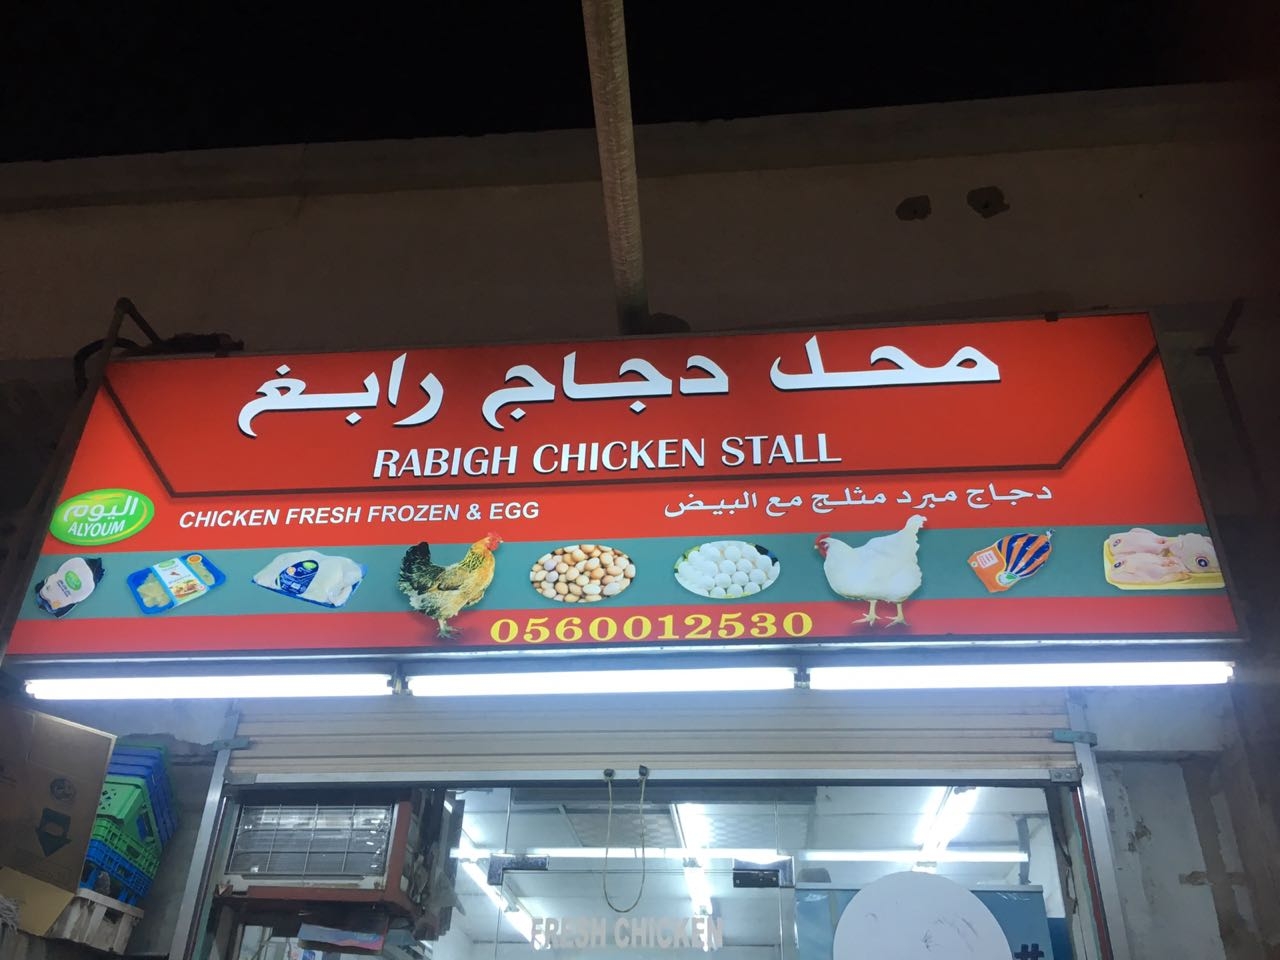 محل دجاج رابغ
RABIGH CHICKEN STALL
اليوم
ALYOUM
CHICKEN FRESH FROZEN & EGG
دجاج مبرد مثلج مع البيض
0560012530
FRESH CHICKEN